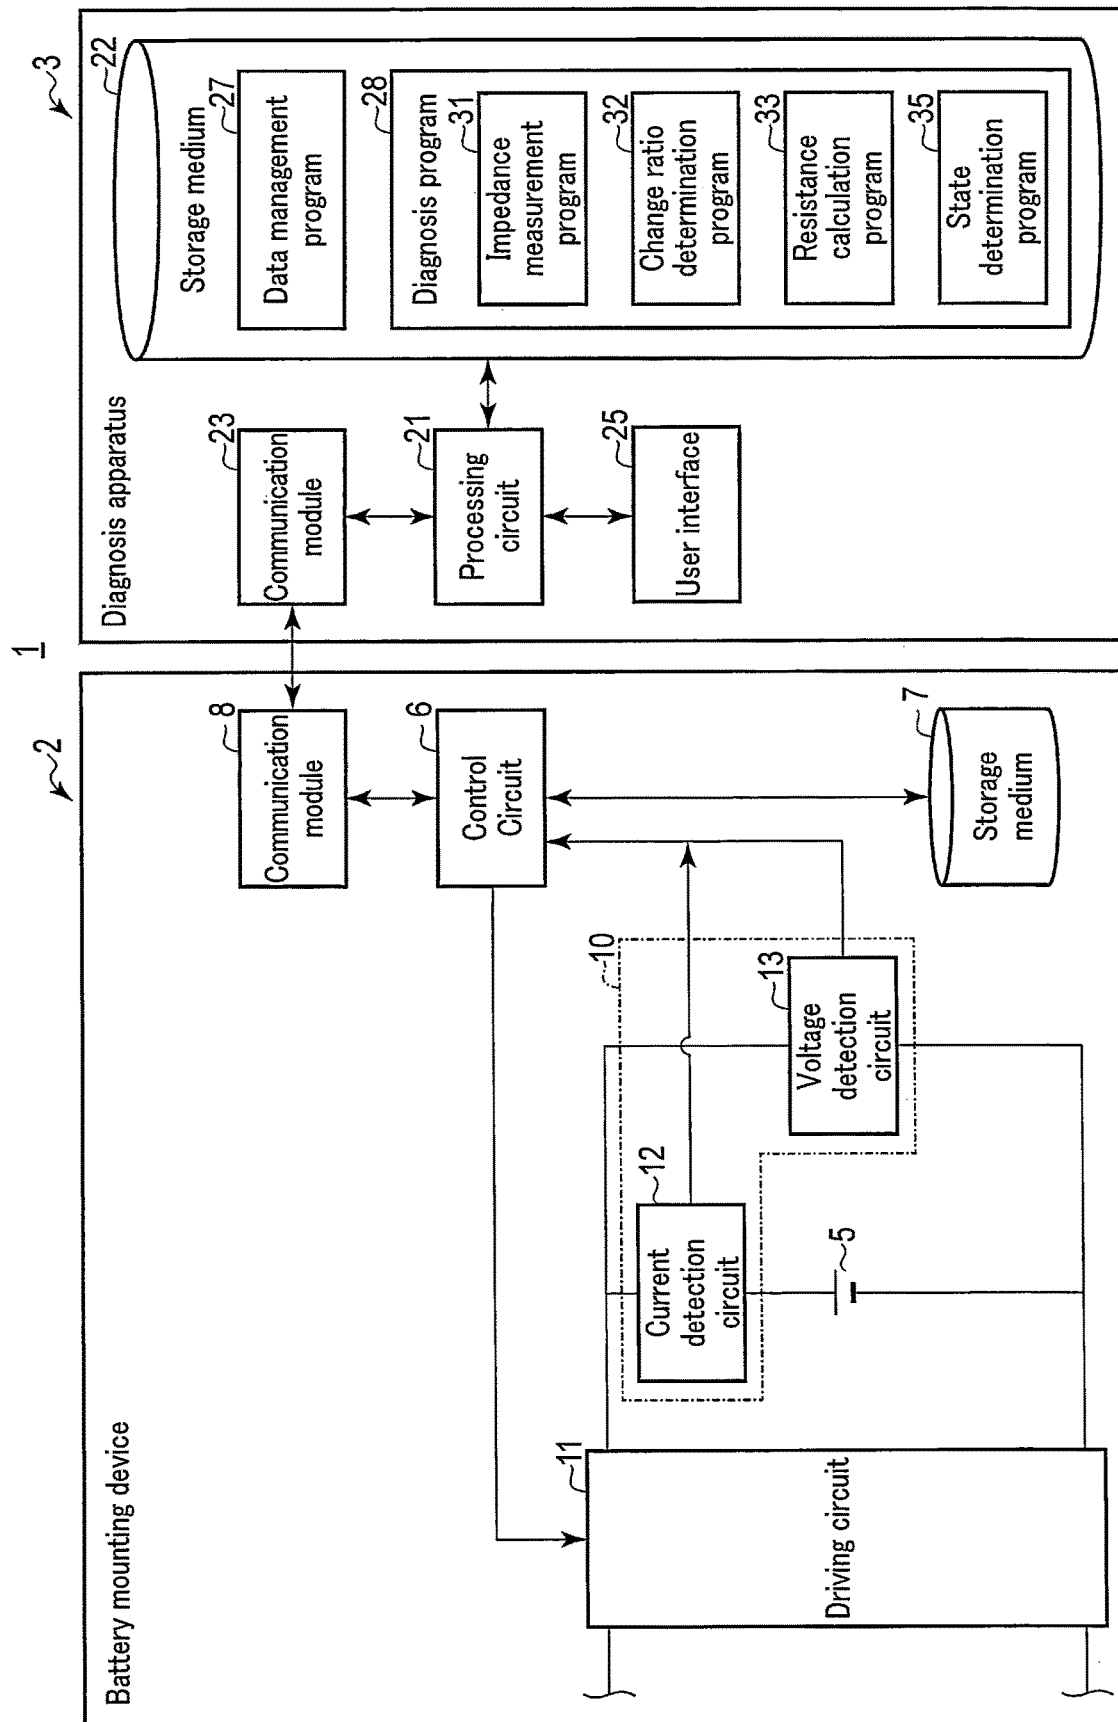 1
2
Battery mounting device
Communication
module
8
Control
Circuit
6
Storage
medium
7
10
Current
detection
circuit
12
Voltage
detection
circuit
13
5
Driving circuit
11
3
Diagnosis apparatus
Communication
module
23
Processing
circuit
21
User interface
25
22
Storage medium
Data management
program
27
28
Diagnosis program
Impedance
measurement
program
31
Change ratio
determination
program
32
Resistance
calculation
program
33
State
determination
program
35